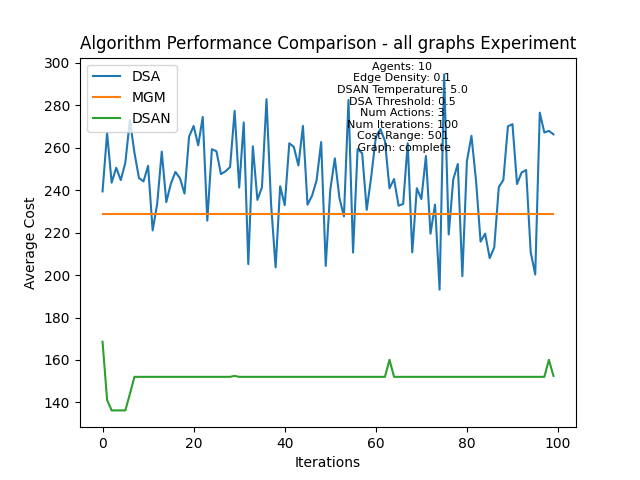 Algorithm Performance Comparison - all graphs Experiment
DSA
MGM
DSAN
Agents: 10
Edge Density: 0.1
DSAN Temperature: 5.0
DSA Threshold: 0.5
Num Actions: 3
Num Iterations: 100
Cost Range: 501
Graph: complete
300
280
260
240
220
200
180
160
140
Average Cost
0
20
40
60
80
100
Iterations